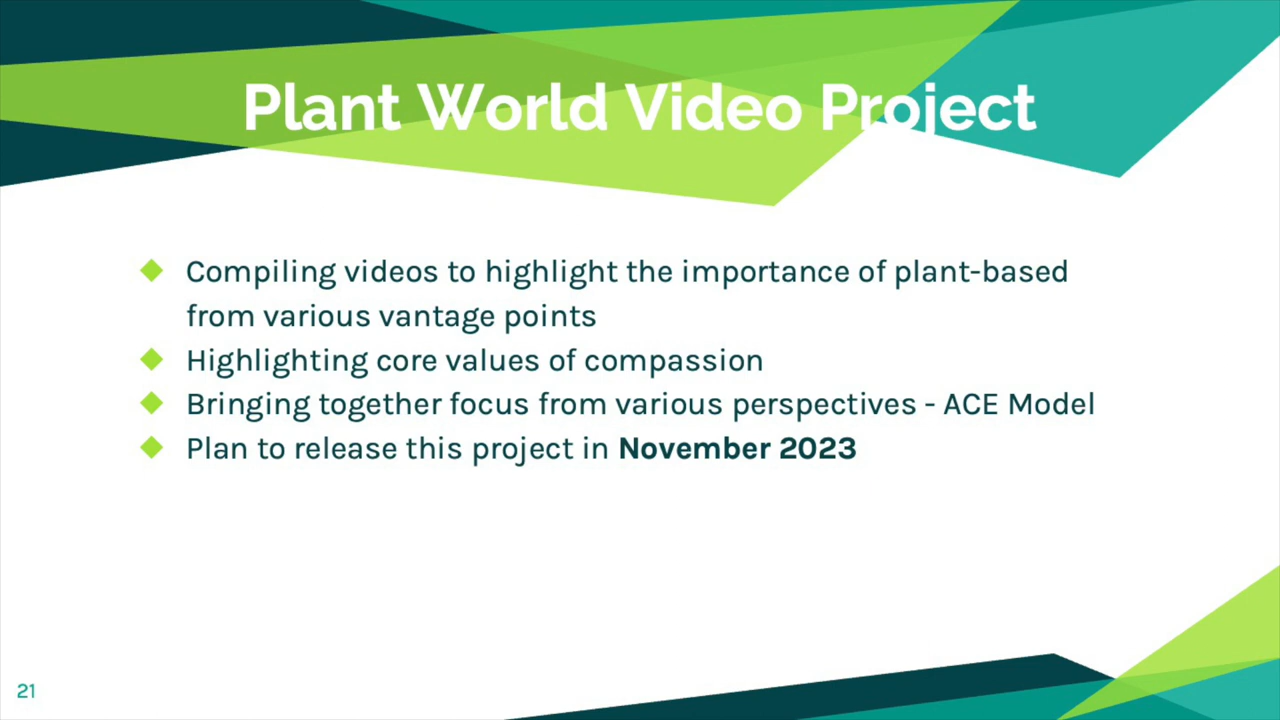 Plant World Video Project
Compiling videos to highlight the importance of plant-based
from various vantage points
Highlighting core values of compassion
Bringing together focus from various perspectives - ACE Model
Plan to release this project in November 2023
21